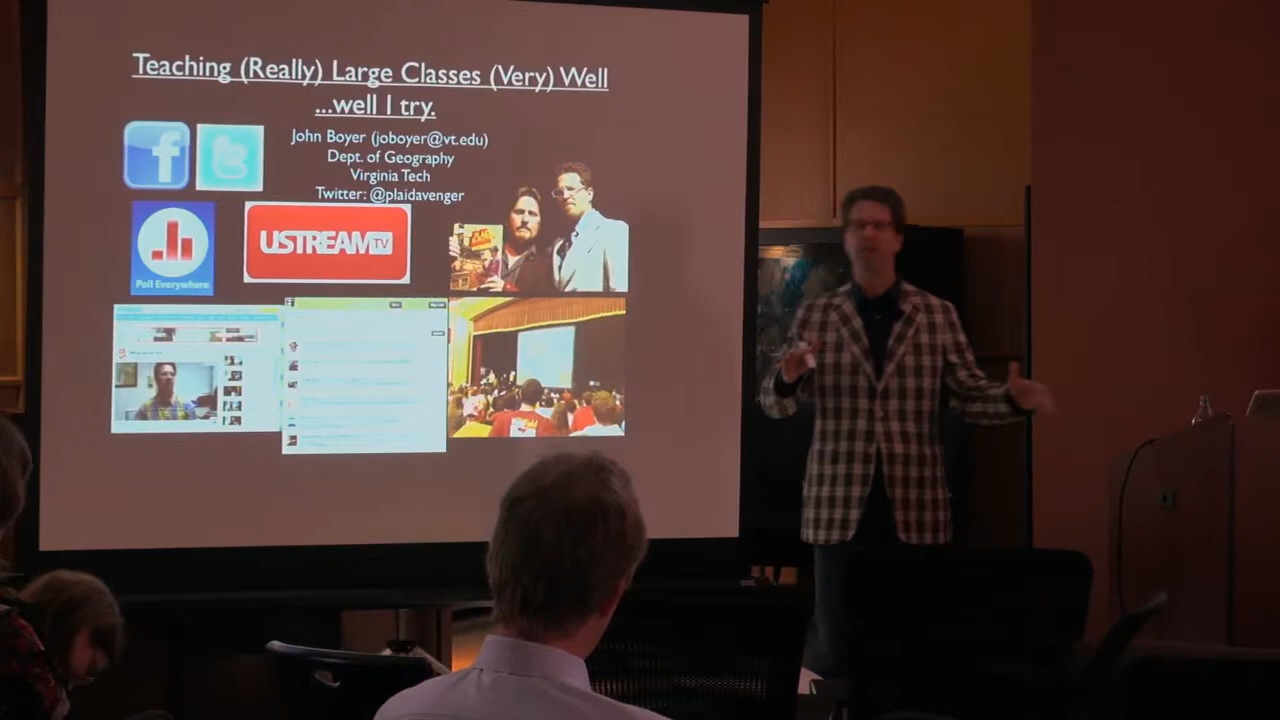 Teaching (Really) Large Classes (Very) Well
...well I try.
John Boyer (joboyer@vt.edu)
Dept. of Geography
Virginia Tech
Twitter: @plaidavenger
USTREAM TV
Poll Everywhere